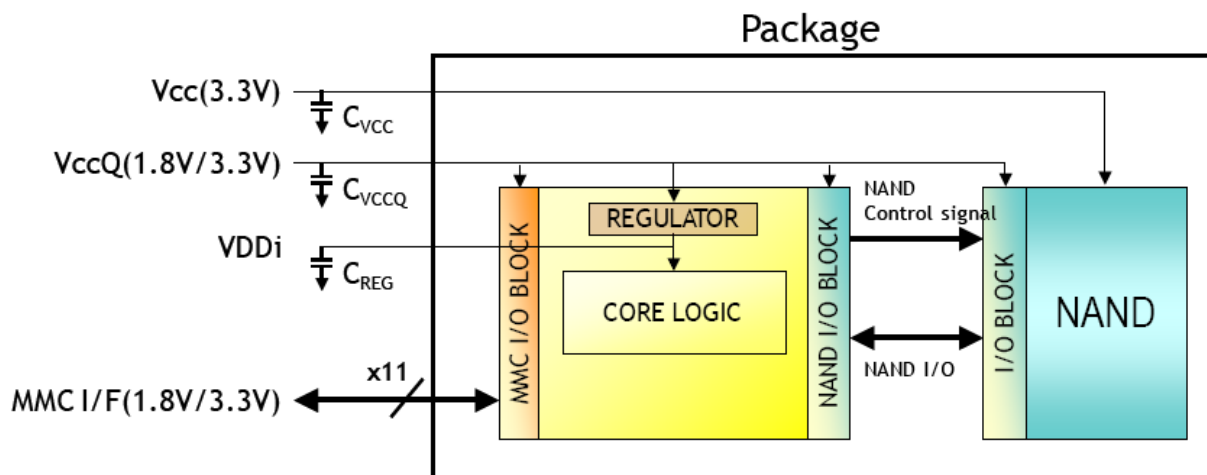 Package
Vcc(3.3V)
CVCC
VccQ(1.8V/3.3V)
CVCCQ
VDDi
CREG
MMC I/F(1.8V/3.3V)
x11
MMC I/O BLOCK
REGULATOR
CORE LOGIC
NAND I/O BLOCK
NAND
Control signal
NAND I/O
I/O BLOCK
NAND